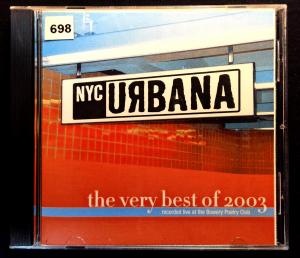 698
NYC URBANA
the very best of 2003
recorded live at the Bowery Poetry Club